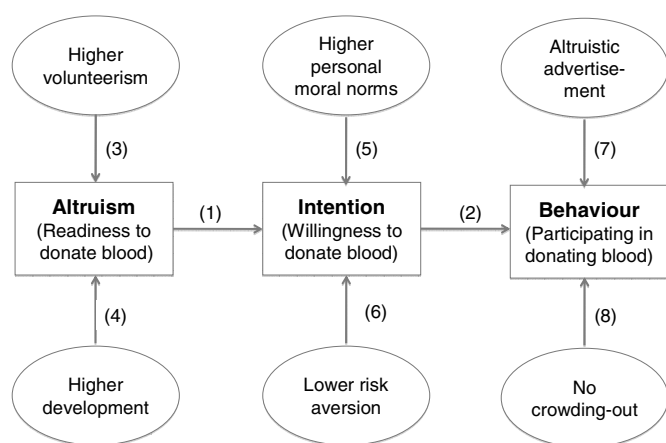 Higher
volunteerism
Higher
personal
moral norms
Altruistic
advertise-
ment
(3)
(5)
(7)
Altruism
(Readiness to
donate blood)
(1)
Intention
(Willingness to
donate blood)
(2)
Behaviour
(Participating in
donating blood)
(4)
(6)
(8)
Higher
development
Lower risk
aversion
No
crowding-out